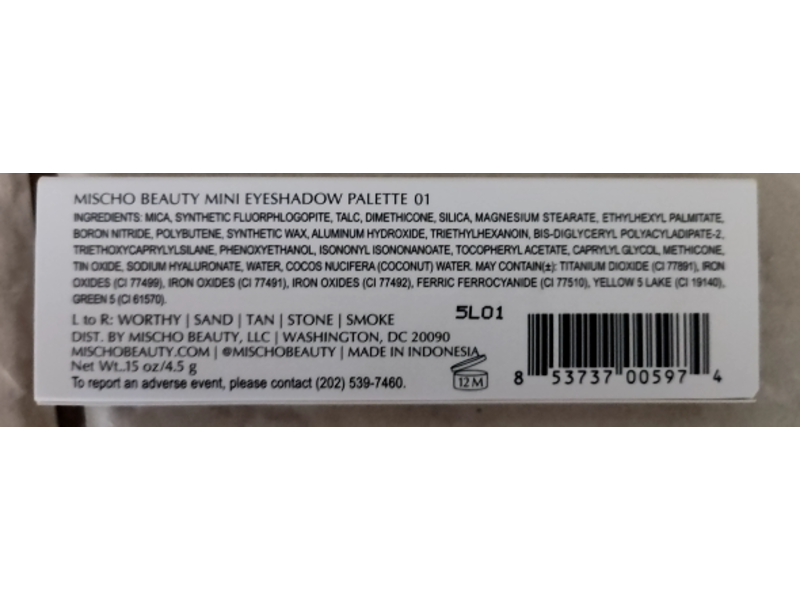 MISCHO BEAUTY MINI EYESHADOW PALETTE 01
INGREDIENTS: MICA, SYNTHETIC FLUORPHLOGOPITE, TALC, DIMETHICONE, SILICA, MAGNESIUM STEARATE, ETHYLHEXYL PALMITATE,
BORON NITRIDE, POLYBUTENE, SYNTHETIC WAX, ALUMINUM HYDROXIDE, TRIETHYLHEXANOIN, BIS-DIGLYCERYL POLYACYLADIPATE-2,
TRIETHOXYCAPRYLYLSILANE, PHENOXYETHANOL, ISONONYL ISONONANOATE, TOCOPHERYL ACETATE, CAPRYLYL GLYCOL, METHICONE,
TIN OXIDE, SODIUM HYALURONATE, WATER, COCOS NUCIFERA (COCONUT) WATER. MAY CONTAIN(±): TITANIUM DIOXIDE (CI 77891), IRON
OXIDES (CI 77499), IRON OXIDES (CI 77491), IRON OXIDES (CI 77492), FERRIC FERROCYANIDE (CI 77510), YELLOW 5 LAKE (CI 19140),
GREEN 5 (CI 61570).
L to R: WORTHY | SAND | TAN | STONE | SMOKE
5L01
DIST. BY MISCHO BEAUTY, LLC | WASHINGTON, DC 20090
MISCHOBEAUTY.COM | @MISCHOBEAUTY | MADE IN INDONESIA
Net Wt..15 oz/4.5 g
To report an adverse event, please contact (202) 539-7460.
12 M
8 53737 00597 4